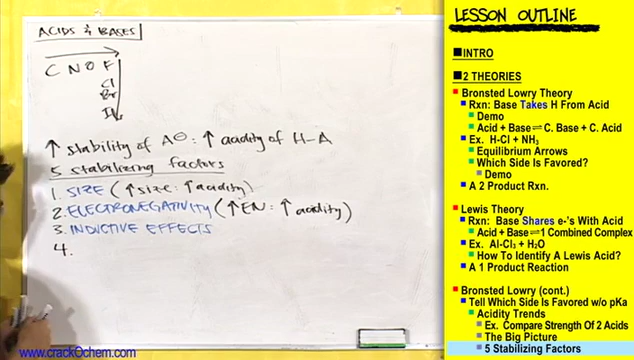 ACIDS & BASES
C N O F
Cl
Br
I
↑ stability of A⊖ : ↑ acidity of H-A
5 stabilizing factors
1. SIZE (↑ size : ↑ acidity)
2. ELECTRONEGATIVITY (↑ EN : ↑ acidity)
3. INDUCTIVE EFFECTS
4.
www.crackOchem.com
LESSON OUTLINE
INTRO
2 THEORIES
Bronsted Lowry Theory
Rxn: Base Takes H From Acid
Demo
Acid + Base ⇌ C. Base + C. Acid
Ex. H-Cl + NH3
Equilibrium Arrows
Which Side Is Favored?
Demo
A 2 Product Rxn.
Lewis Theory
Rxn: Base Shares e-'s With Acid
Acid + Base ⇌ 1 Combined Complex
Ex. Al-Cl3 + H2O
How To Identify A Lewis Acid?
A 1 Product Reaction
Bronsted Lowry (cont.)
Tell Which Side Is Favored w/o pKa
Acidity Trends
Ex. Compare Strength Of 2 Acids
The Big Picture
5 Stabilizing Factors